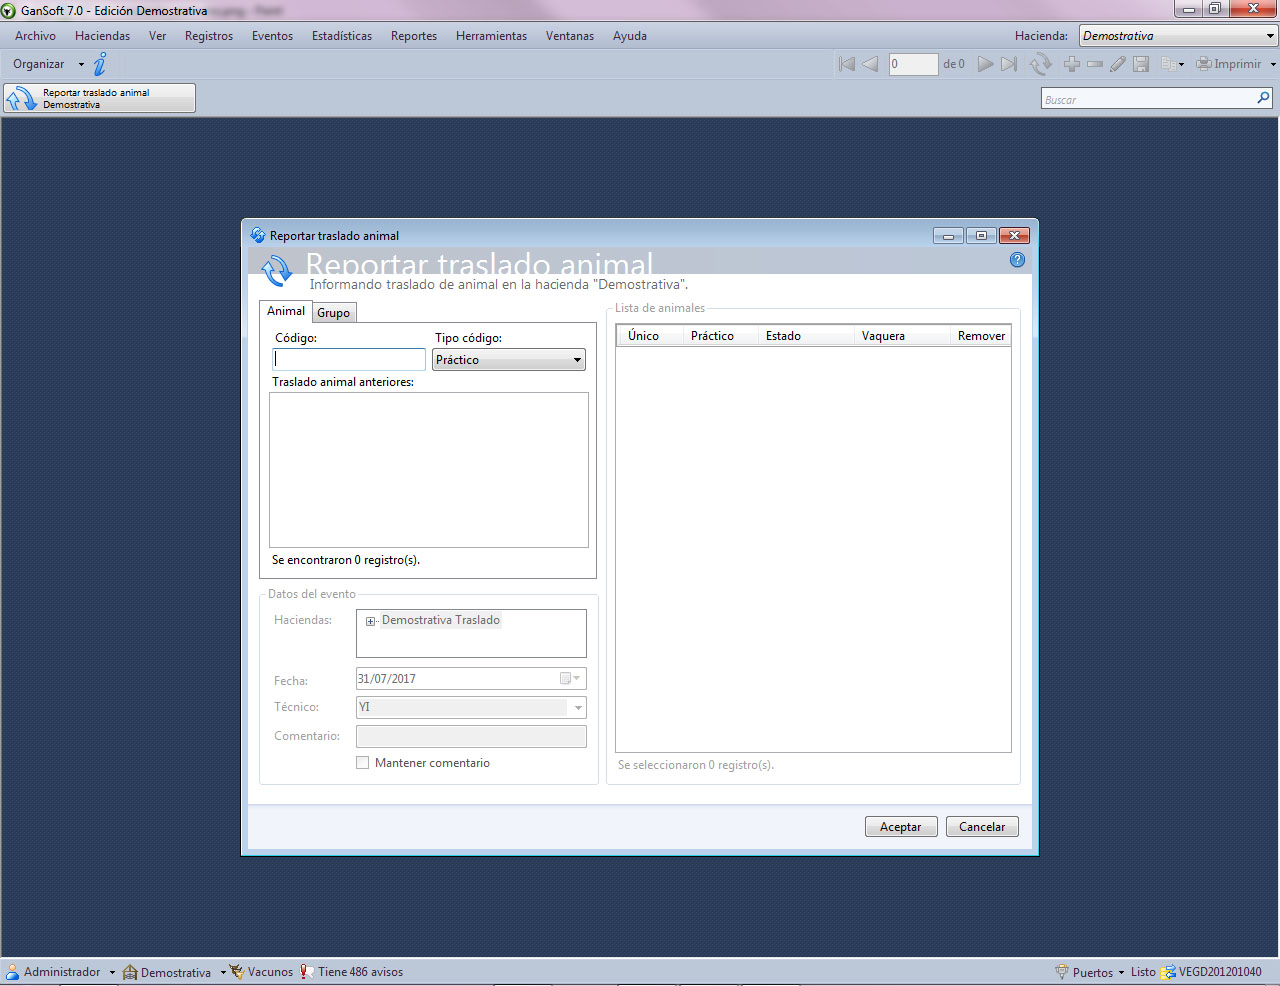 GanSoft 7.0 - Edición Demostrativa
Archivo Haciendas Ver Registros Eventos Estadísticas Reportes Herramientas Ventanas Ayuda Hacienda: Demostrativa
Organizar 0 de 0 Imprimir
Reportar traslado animal
Demostrativa
Buscar
Reportar traslado animal
Reportar traslado animal
Informando traslado de animal en la hacienda "Demostrativa".
Animal Grupo
Código: Tipo código:
Práctico
Traslado animal anteriores:
Se encontraron 0 registro(s).
Datos del evento
Haciendas: Demostrativa Traslado
Fecha: 31/07/2017
Técnico: YI
Comentario:
Mantener comentario
Lista de animales
Único Práctico Estado Vaquera Remover
Se seleccionaron 0 registro(s).
Aceptar Cancelar
Administrador Demostrativa Vacunos Tiene 486 avisos Puertos Listo VEGD201201040